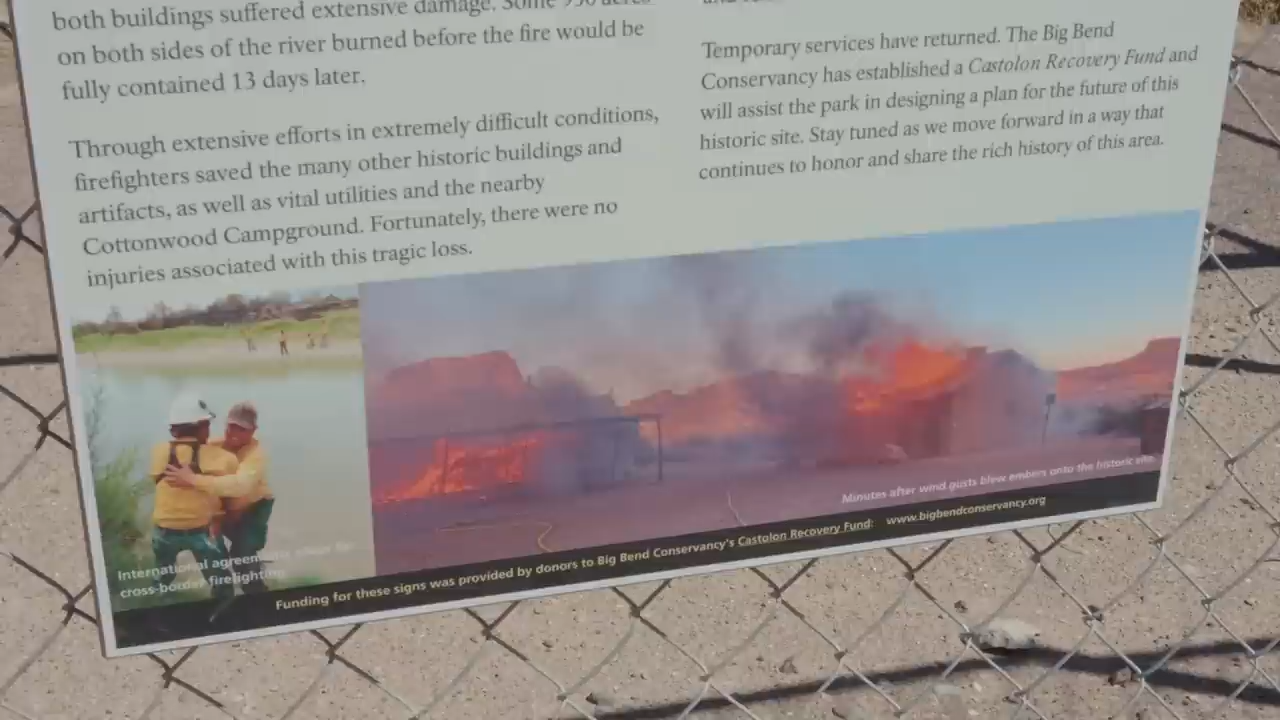 both buildings suffered extensive damage. Some 930 acres
on both sides of the river burned before the fire would be
fully contained 13 days later.
Through extensive efforts in extremely difficult conditions,
firefighters saved the many other historic buildings and
artifacts, as well as vital utilities and the nearby
Cottonwood Campground. Fortunately, there were no
injuries associated with this tragic loss.
Temporary services have returned. The Big Bend
Conservancy has established a Castolon Recovery Fund and
will assist the park in designing a plan for the future of this
historic site. Stay tuned as we move forward in a way that
continues to honor and share the rich history of this area.
International
cross-border firefighting
Minutes after wind gusts blew embers onto the historic site.
Funding for these signs was provided by donors to Big Bend Conservancy's Castolon Recovery Fund: www.bigbendconservancy.org